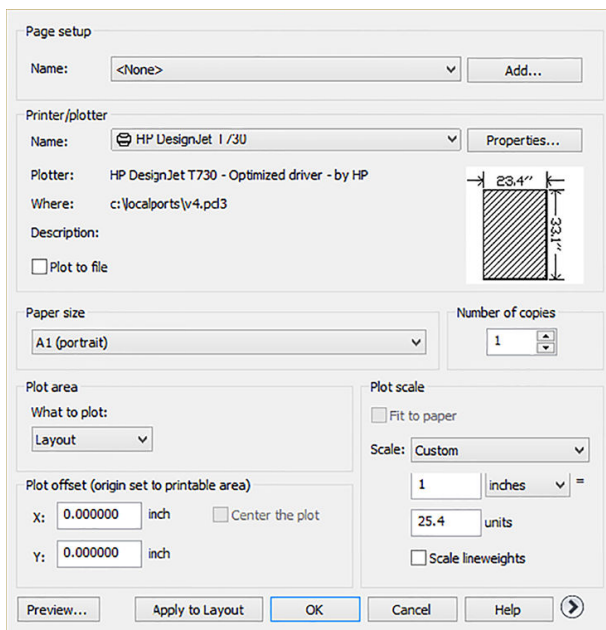 Page setup
Name: <None> Add...
Printer/plotter
Name: HP DesignJet T730 Properties...
Plotter: HP DesignJet T730 - Optimized driver - by HP
Where: c:\localports\v4.pcl3
Description:
Plot to file
23.4''
33.1''
Paper size
A1 (portrait)
Number of copies
1
Plot area
What to plot:
Layout
Plot offset (origin set to printable area)
X: 0.000000 inch Center the plot
Y: 0.000000 inch
Plot scale
Fit to paper
Scale: Custom
1 inches =
25.4 units
Scale lineweights
Preview... Apply to Layout OK Cancel Help